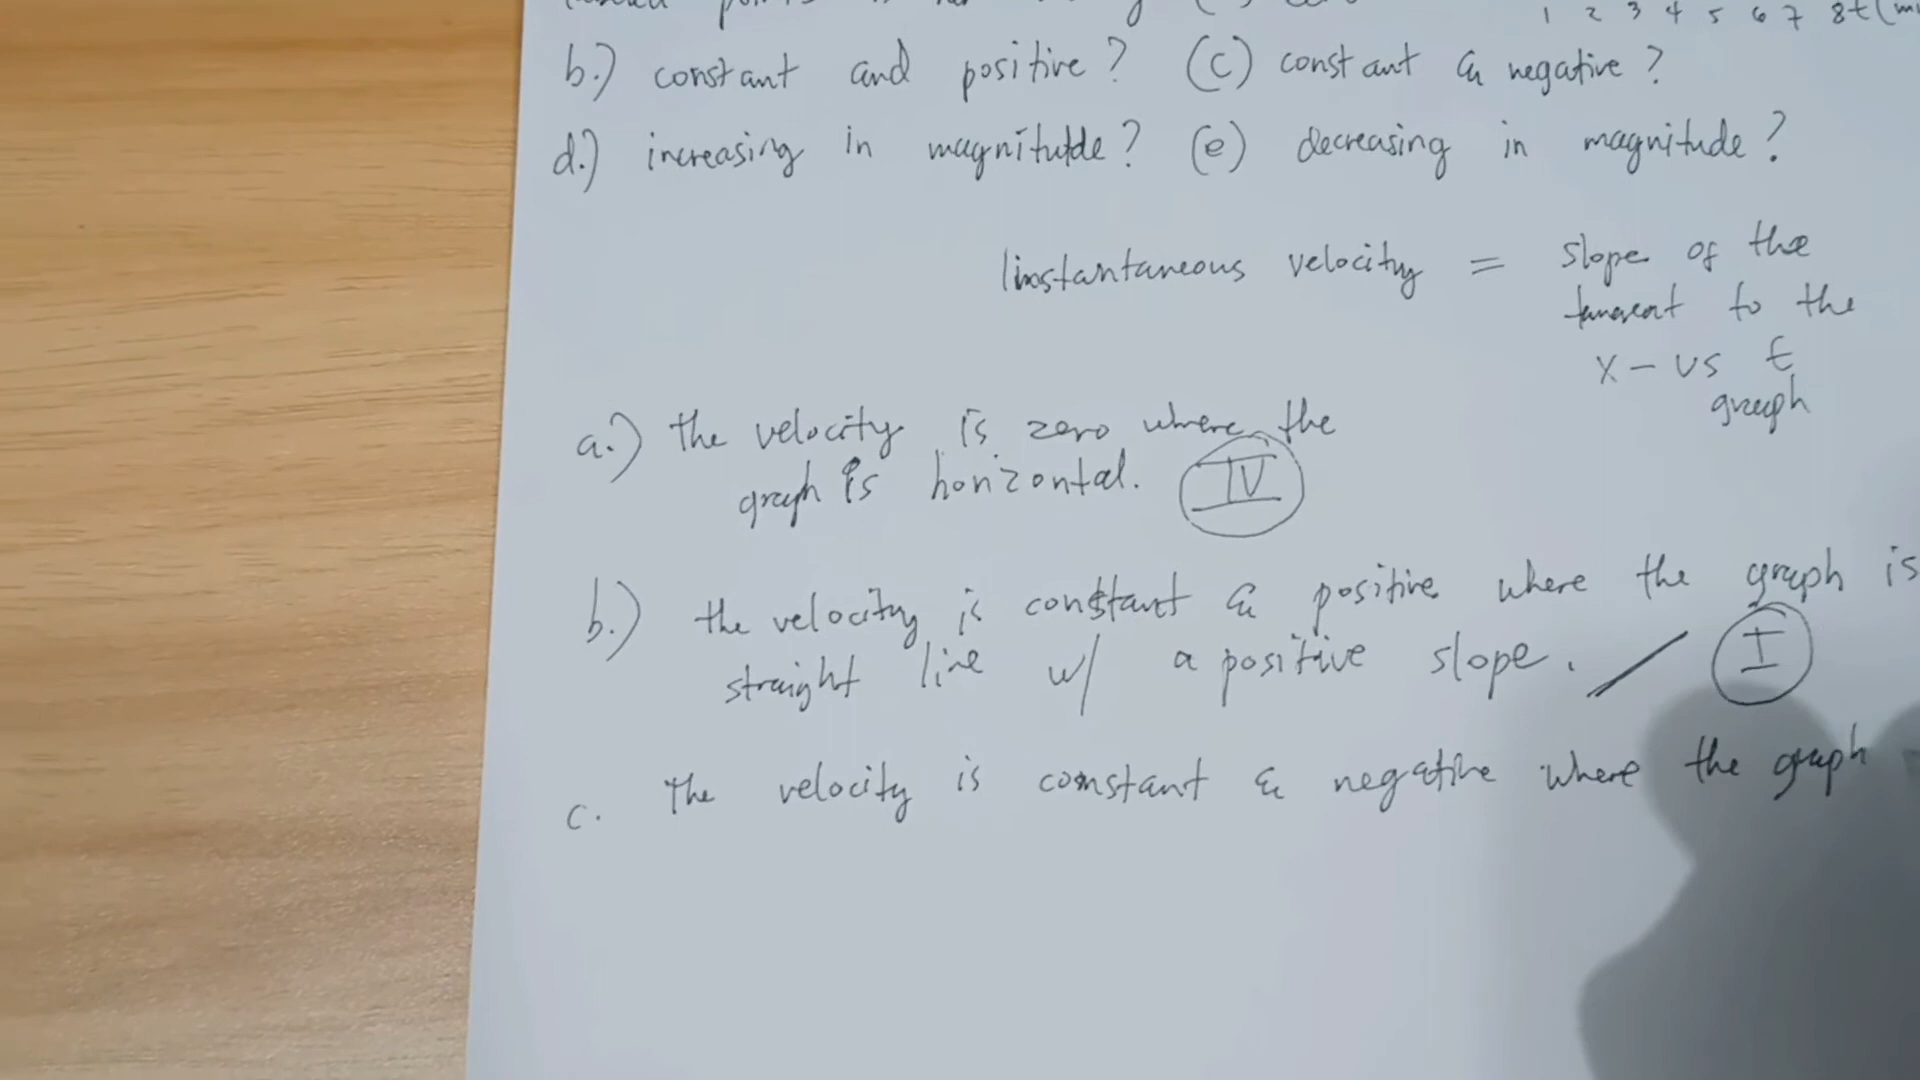 1 2 3 4 5 6 7 8 t (m
b.) constant and positive? (c) constant & negative?
d.) increasing in magnitutde? (e) decreasing in magnitude?
instantaneous velocity = slope of the
tangent to the
x - vs t
graph
a.) the velocity is zero where the
graph is horizontal. IV
b.) the velocity is constant & positive where the graph is
straight line w/ a positive slope. I
c. The velocity is constant & negative where the graph